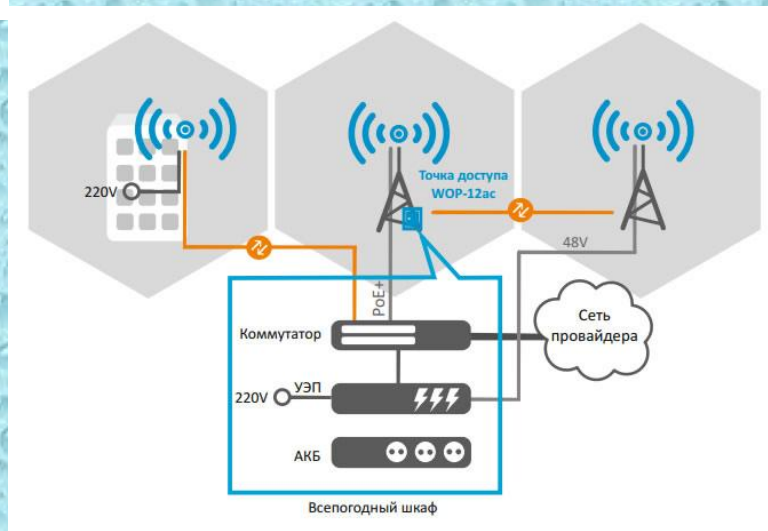 220V
Точка доступа
WOP-12ac
48V
PoE+
Сеть
провайдера
Коммутатор
УЭП
220V
АКБ
Всепогодный шкаф